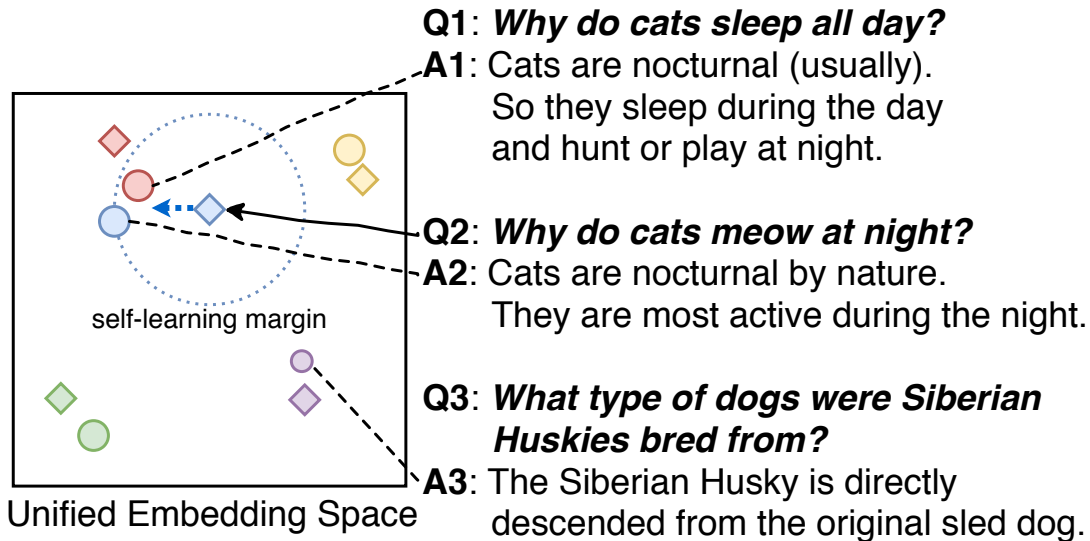 Q1: Why do cats sleep all day?
A1: Cats are nocturnal (usually).
So they sleep during the day
and hunt or play at night.
Q2: Why do cats meow at night?
A2: Cats are nocturnal by nature.
They are most active during the night.
self-learning margin
Q3: What type of dogs were Siberian
Huskies bred from?
A3: The Siberian Husky is directly
descended from the original sled dog.
Unified Embedding Space